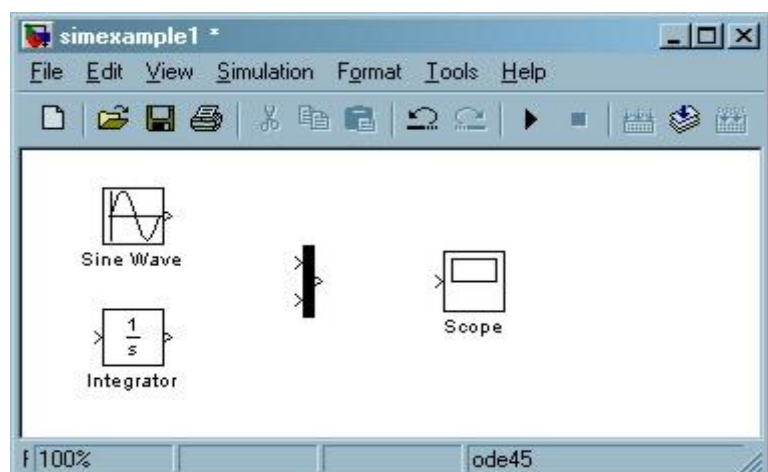 simexample1 *
File Edit View Simulation Format Tools Help
Sine Wave
Scope
1
s
Integrator
F 100%
ode45